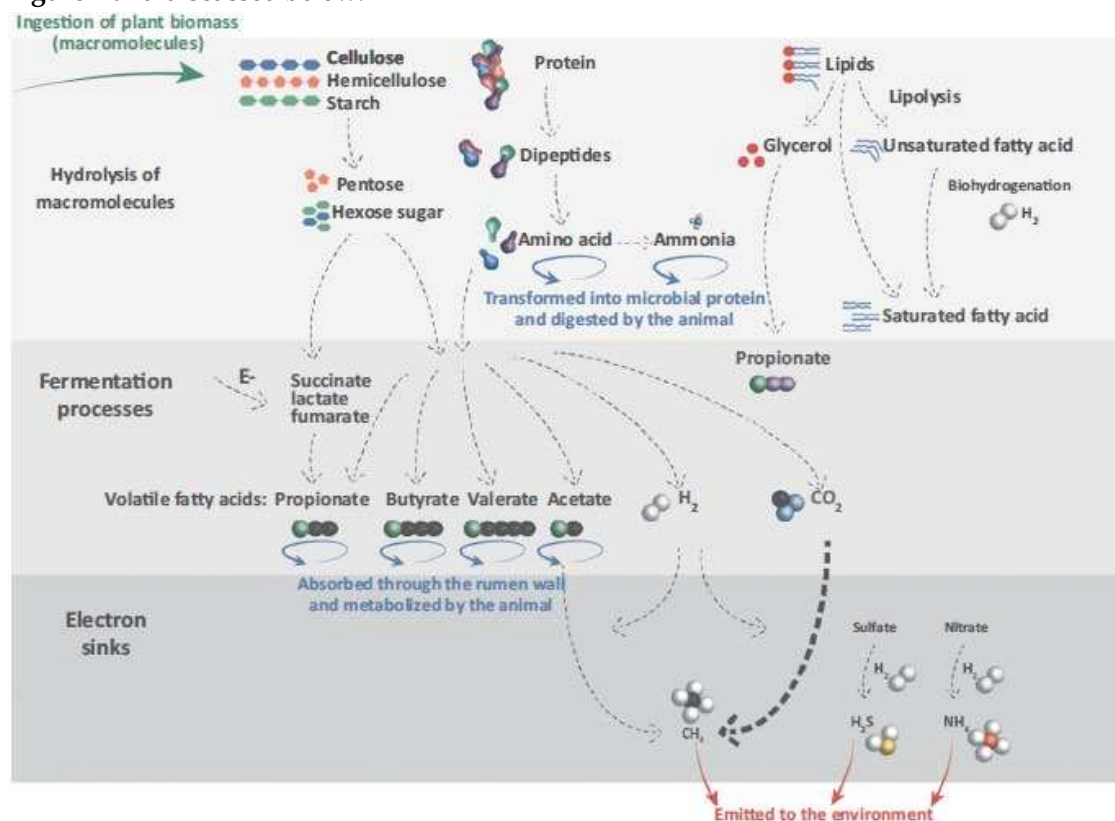 Ingestion of plant biomass
(macromolecules)
Cellulose
Hemicellulose
Starch
Protein
Lipids
Lipolysis
Dipeptides
Glycerol
Unsaturated fatty acid
Hydrolysis of
macromolecules
Pentose
Hexose sugar
Biohydrogenation
H2
Amino acid
Ammonia
Transformed into microbial protein
and digested by the animal
Saturated fatty acid
Propionate
Fermentation
processes
E-
Succinate
lactate
fumarate
Volatile fatty acids: Propionate Butyrate Valerate Acetate
H2
CO2
Absorbed through the rumen wall
and metabolized by the animal
Electron
sinks
Sulfate
Nitrate
H2
H2
CH4
H2S
NH4
Emitted to the environment